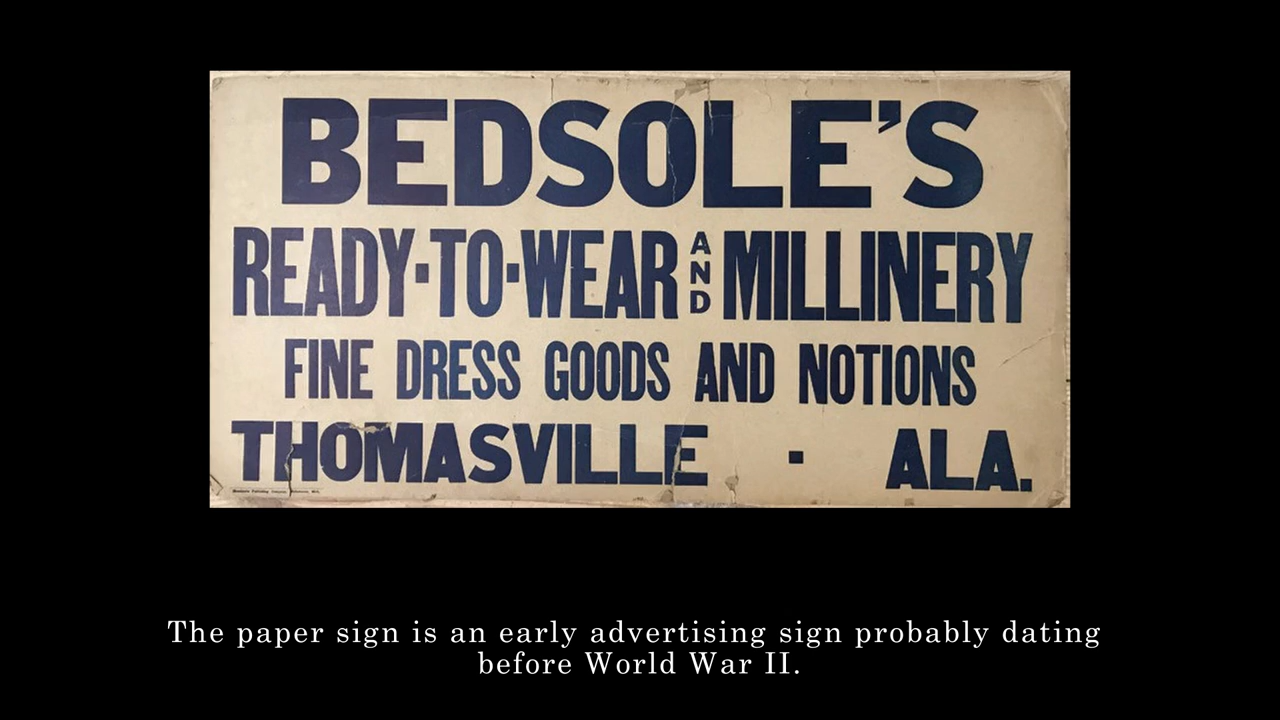 BEDSOLE'S
READY·TO·WEAR AND MILLINERY
FINE DRESS GOODS AND NOTIONS
THOMASVILLE · ALA.
The paper sign is an early advertising sign probably dating
before World War II.